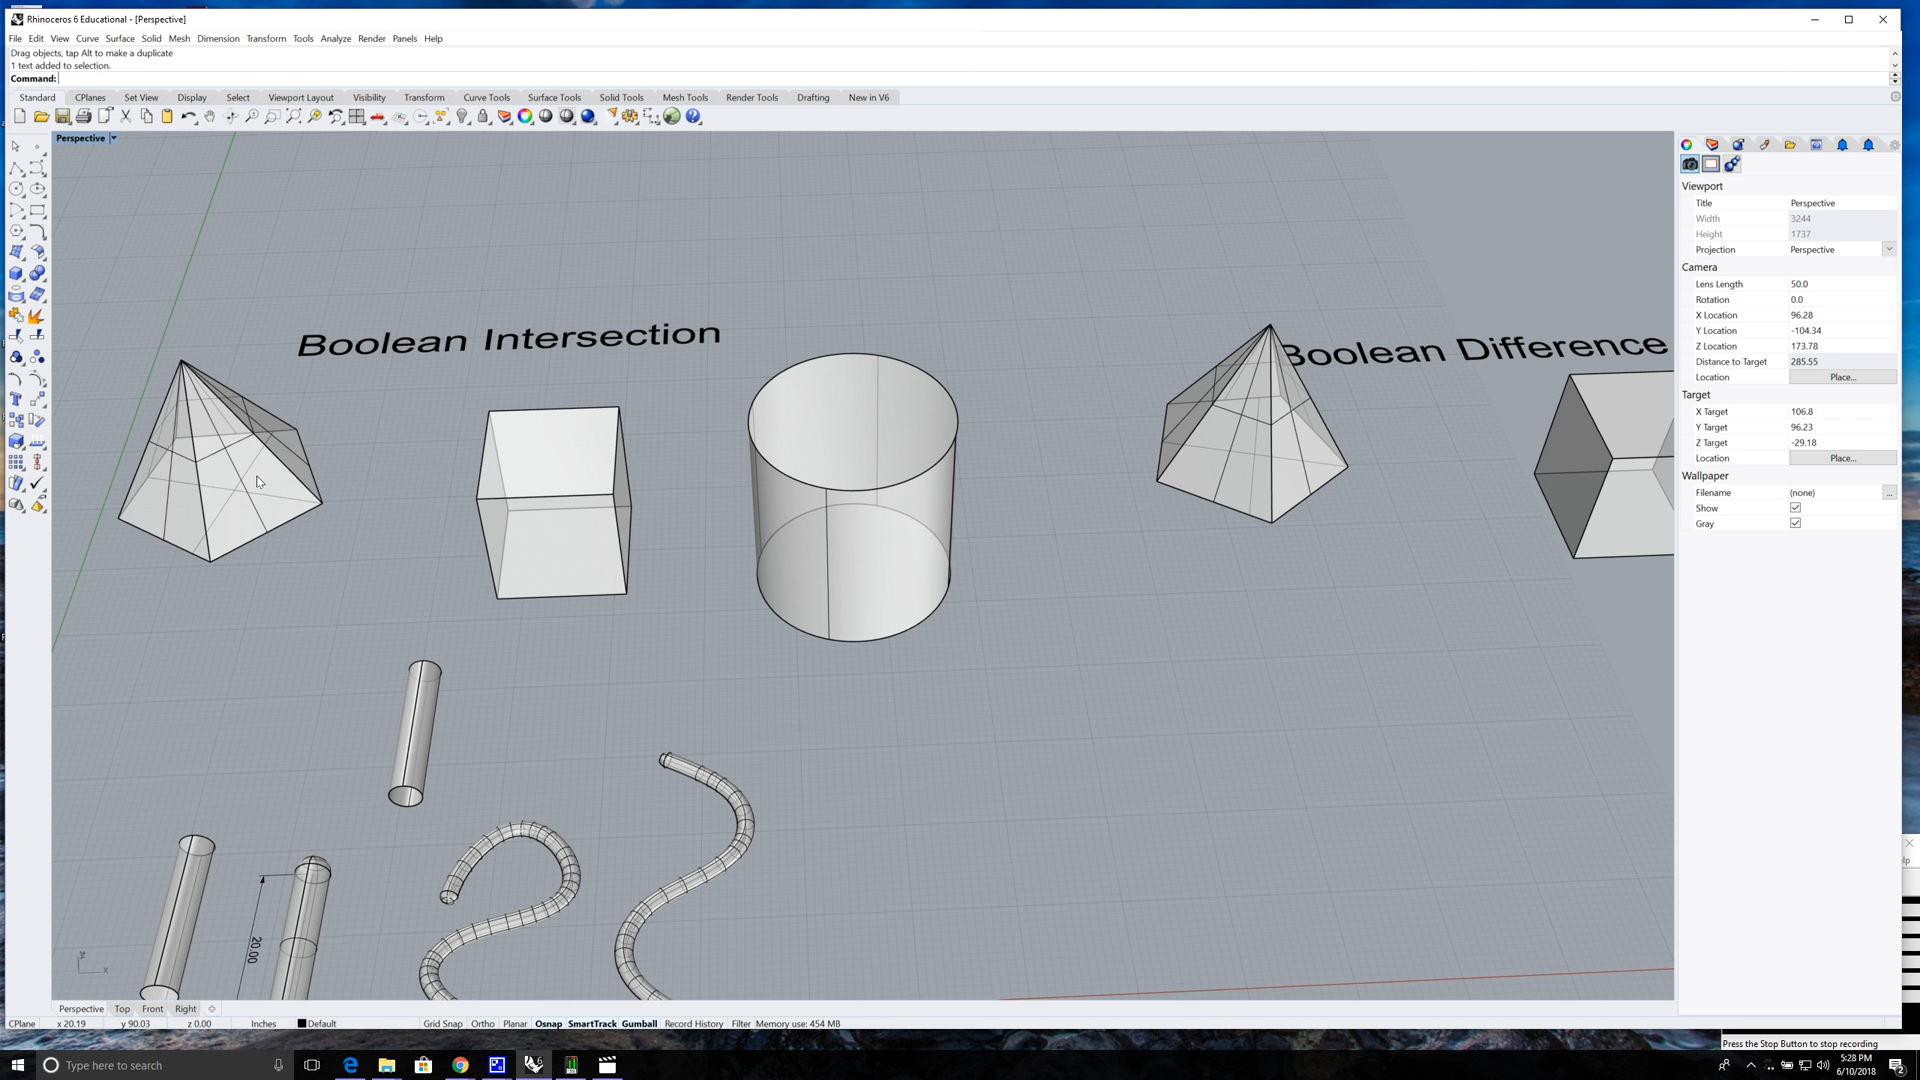 Rhinoceros 6 Educational - [Perspective]
File Edit View Curve Surface Solid Mesh Dimension Transform Tools Analyze Render Panels Help
Drag objects, tap Alt to make a duplicate
1 text added to selection.
Command:
Standard CPlanes Set View Display Select Viewport Layout Visibility Transform Curve Tools Surface Tools Solid Tools Mesh Tools Render Tools Drafting New in V6
Perspective
Boolean Intersection
Boolean Difference
20.00
y
x
Viewport
Title Perspective
Width 3244
Height 1737
Projection Perspective
Camera
Lens Length 50.0
Rotation 0.0
X Location 96.28
Y Location -104.34
Z Location 173.78
Distance to Target 285.55
Location Place...
Target
X Target 106.8
Y Target 96.23
Z Target -29.18
Location Place...
Wallpaper
Filename (none) ...
Show
Gray
Perspective Top Front Right
CPlane x 20.19 y 90.03 z 0.00 Inches Default Grid Snap Ortho Planar Osnap SmartTrack Gumball Record History Filter Memory use: 454 MB
Press the Stop Button to stop recording
Type here to search
5:28 PM
6/10/2018